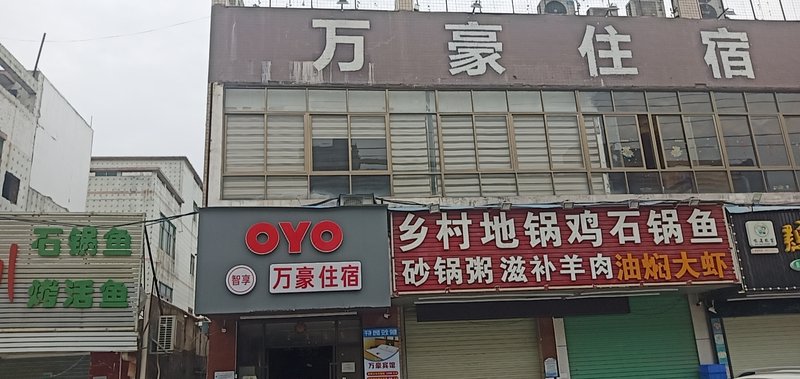 万豪住宿
石锅鱼
烤活鱼
OYO
智享
万豪住宿
乡村地锅鸡石锅鱼
砂锅粥 滋补羊肉 油焖大虾
万豪宾馆